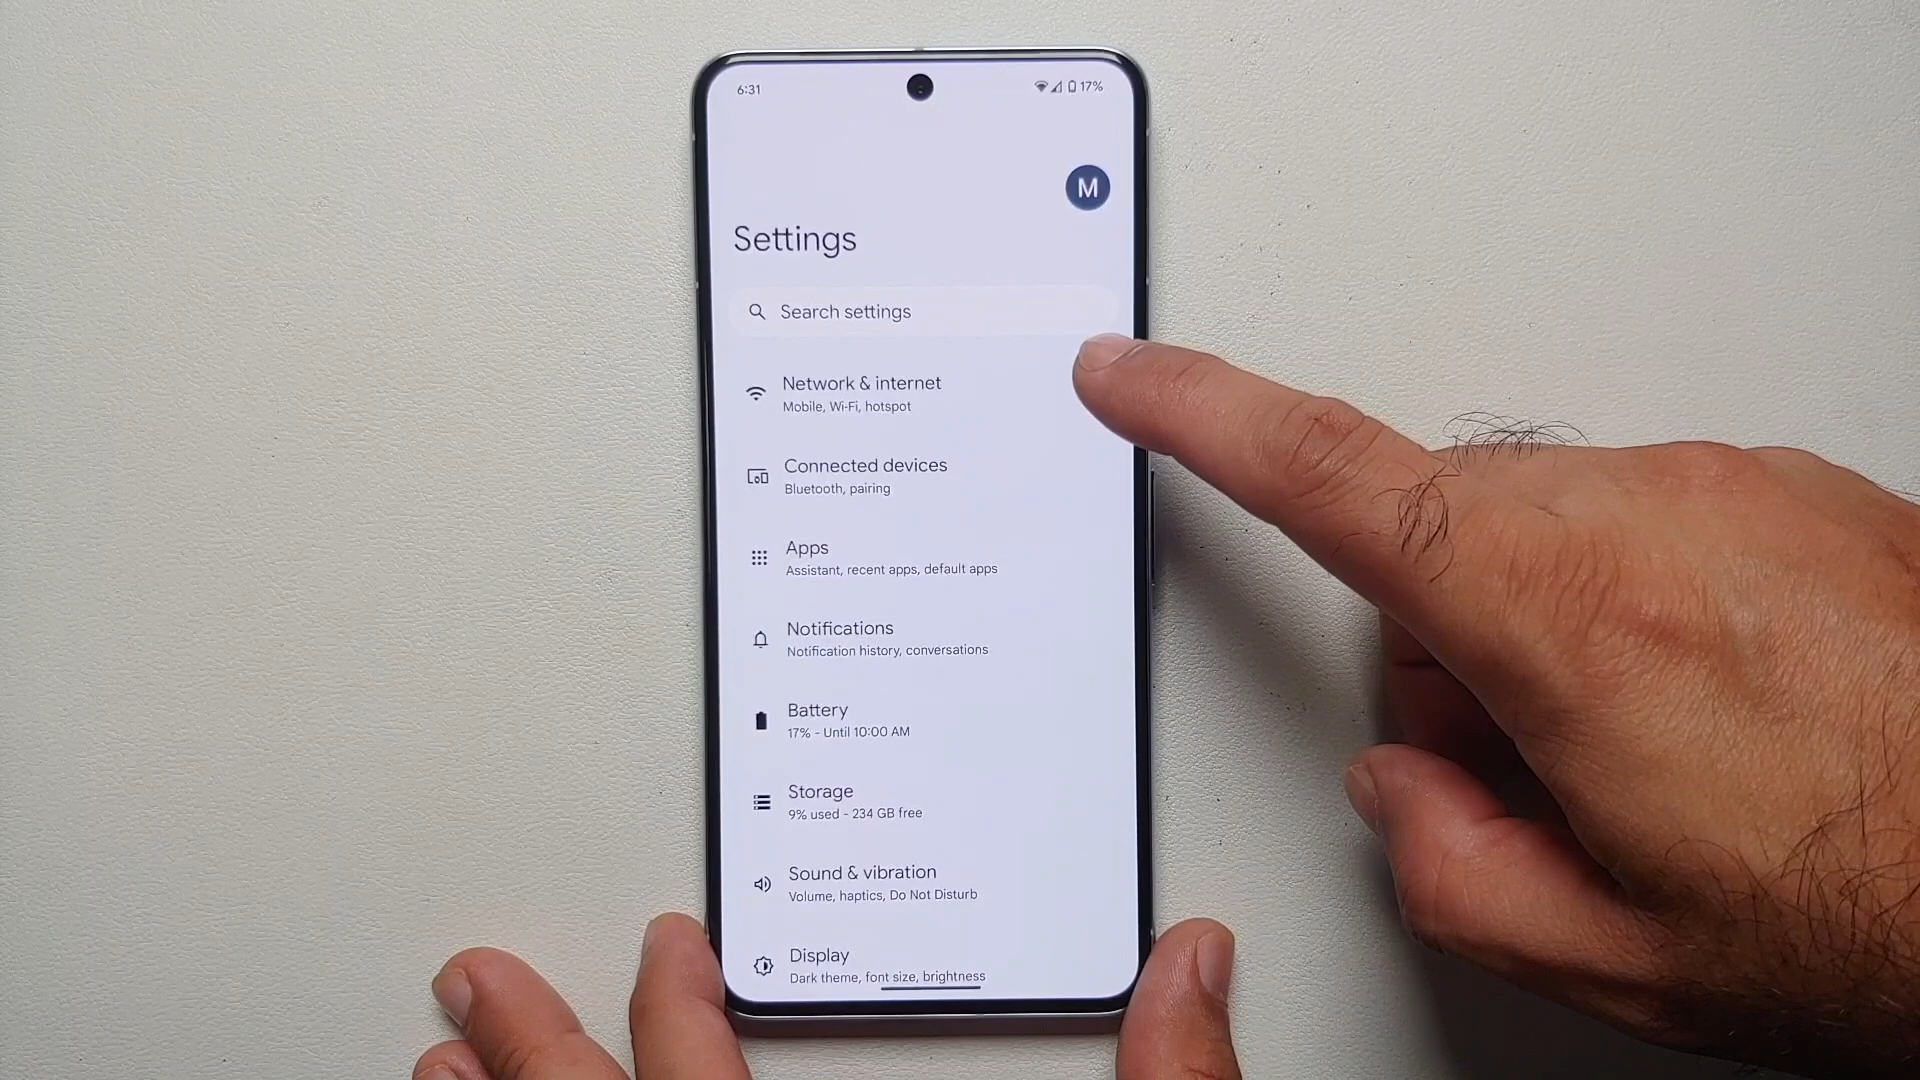 6:31
17%
M
Settings
Search settings
Network & internet
Mobile, Wi-Fi, hotspot
Connected devices
Bluetooth, pairing
Apps
Assistant, recent apps, default apps
Notifications
Notification history, conversations
Battery
17% - Until 10:00 AM
Storage
9% used - 234 GB free
Sound & vibration
Volume, haptics, Do Not Disturb
Display
Dark theme, font size, brightness